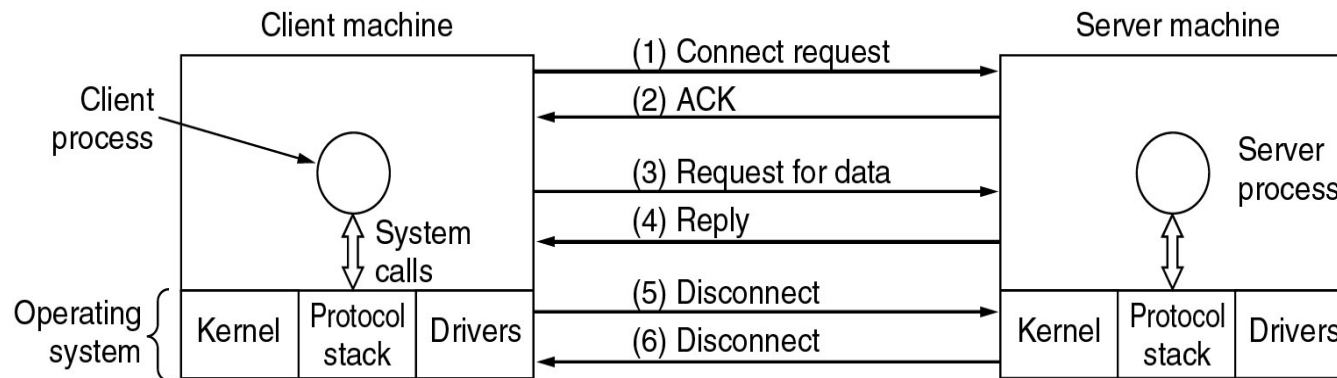 Client machine
Server machine
(1) Connect request
(2) ACK
Client
process
(3) Request for data
Server
process
(4) Reply
System
calls
(5) Disconnect
Operating
system
Kernel
Protocol
stack
Drivers
(6) Disconnect
Kernel
Protocol
stack
Drivers